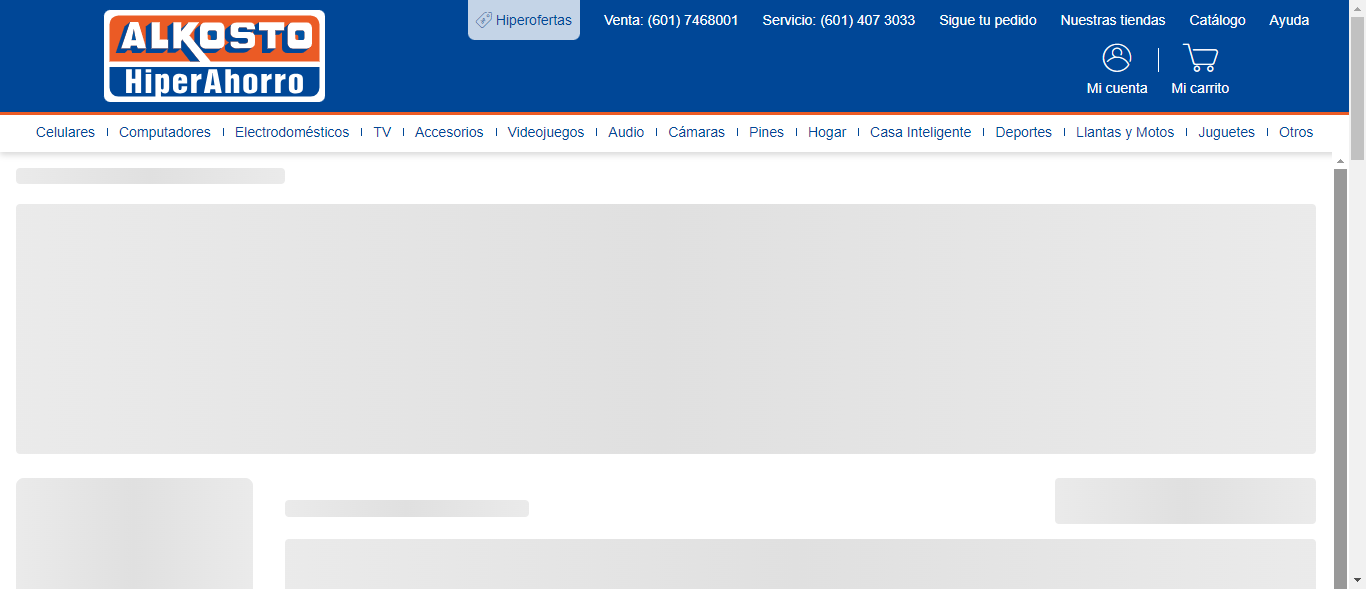 ALKOSTO
HiperAhorro
Hiperofertas Venta: (601) 7468001 Servicio: (601) 407 3033 Sigue tu pedido Nuestras tiendas Catálogo Ayuda
Mi cuenta Mi carrito
Celulares Computadores Electrodomésticos TV Accesorios Videojuegos Audio Cámaras Pines Hogar Casa Inteligente Deportes Llantas y Motos Juguetes Otros